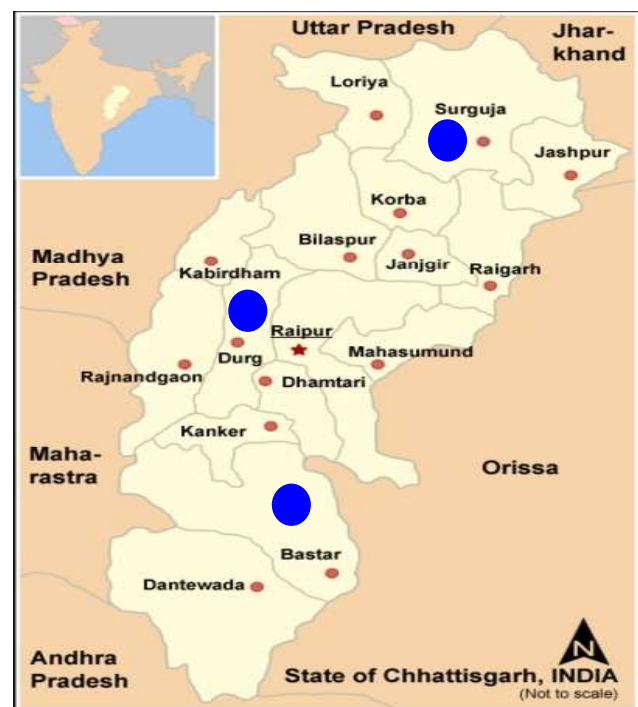 Uttar Pradesh
Jhar-
khand
Loriya
Surguja
Jashpur
Korba
Bilaspur
Janjgir
Raigarh
Madhya
Pradesh
Kabirdham
Raipur
Durg
Mahasumund
Rajnandgaon
Dhamtari
Kanker
Maha-
rastra
Orissa
Bastar
Dantewada
N
Andhra
Pradesh
State of Chhattisgarh, INDIA
(Not to scale)